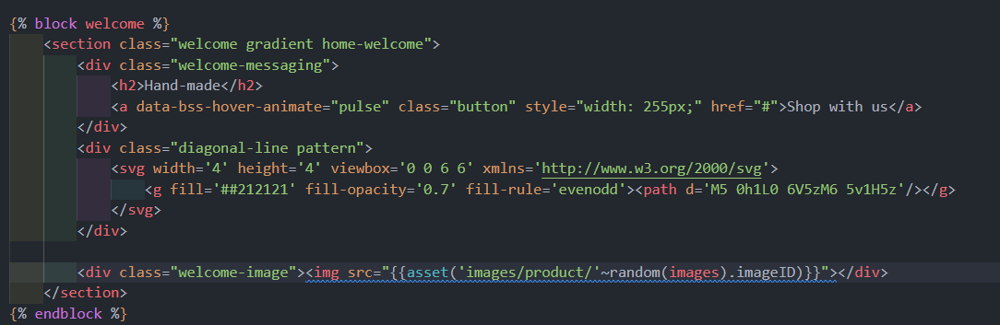 {% block welcome %}
<section class="welcome gradient home-welcome">
<div class="welcome-messaging">
<h2>Hand-made</h2>
<a data-bss-hover-animate="pulse" class="button" style="width: 255px;" href="#">Shop with us</a>
</div>
<div class="diagonal-line pattern">
<svg width='4' height='4' viewbox='0 0 6 6' xmlns='http://www.w3.org/2000/svg'>
<g fill='##212121' fill-opacity='0.7' fill-rule='evenodd'><path d='M5 0h1L0 6V5zM6 5v1H5z'/></g>
</svg>
</div>
<div class="welcome-image"><img src="{{asset('images/product/'~random(images).imageID)}}"></div>
</section>
{% endblock %}